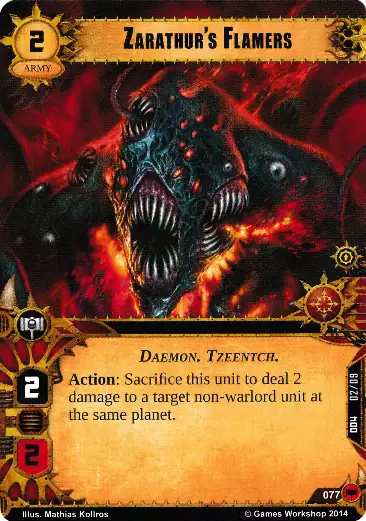 2
ZARATHUR'S FLAMERS
ARMY
DAEMON. TZEENTCH.
Action: Sacrifice this unit to deal 2
damage to a target non-warlord unit at
the same planet.
2
2
004 02/09
077
Illus. Mathias Kollros
© Games Workshop 2014